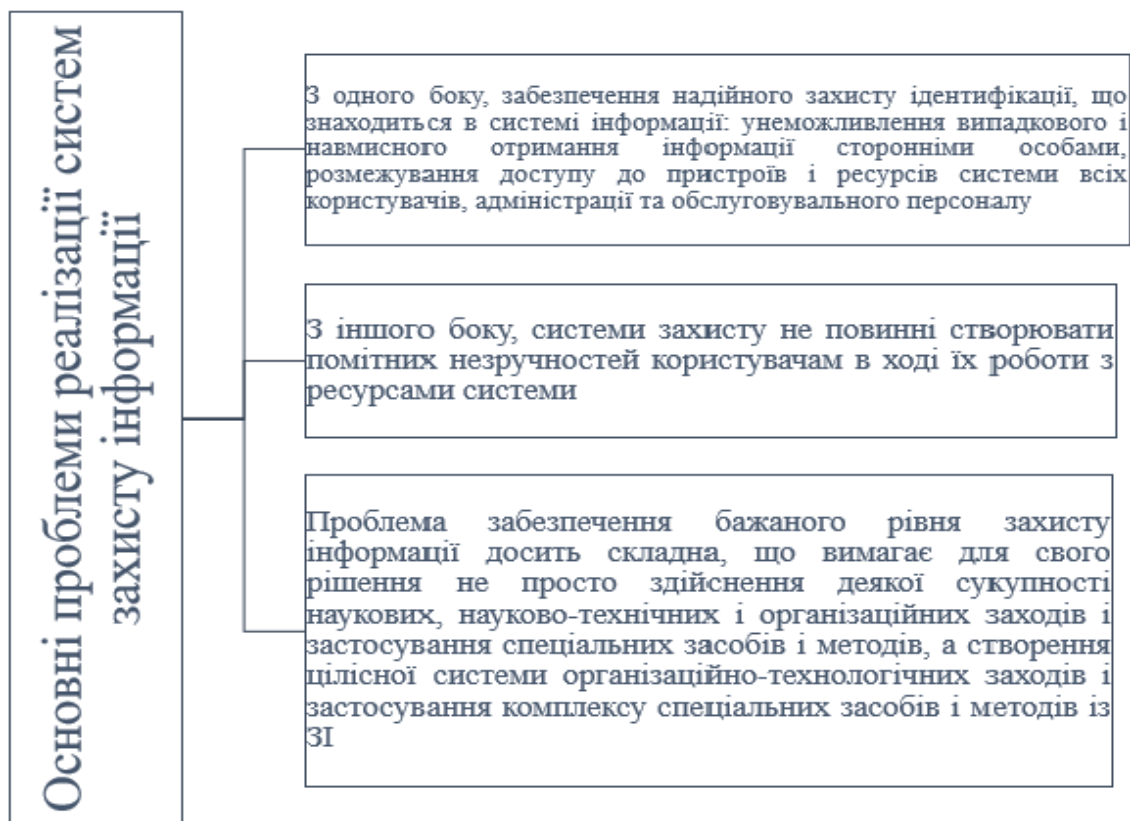 Основні проблеми реалізації систем
захисту інформації
З одного боку, забезпечення надійного захисту ідентифікації, що
знаходиться в системі інформації: унеможливлення випадкового і
навмисного отримання інформації сторонніми особами,
розмежування доступу до пристроїв і ресурсів системи всіх
користувачів, адміністрації та обслуговувального персоналу
З іншого боку, системи захисту не повинні створювати
помітних незручностей користувачам в ході їх роботи з
ресурсами системи
Проблема забезпечення бажаного рівня захисту
інформації досить складна, що вимагає для свого
рішення не просто здійснення деякої сукупності
наукових, науково-технічних і організаційних заходів і
застосування спеціальних засобів і методів, а створення
цілісної системи організаційно-технологічних заходів і
застосування комплексу спеціальних засобів і методів із
ЗІ